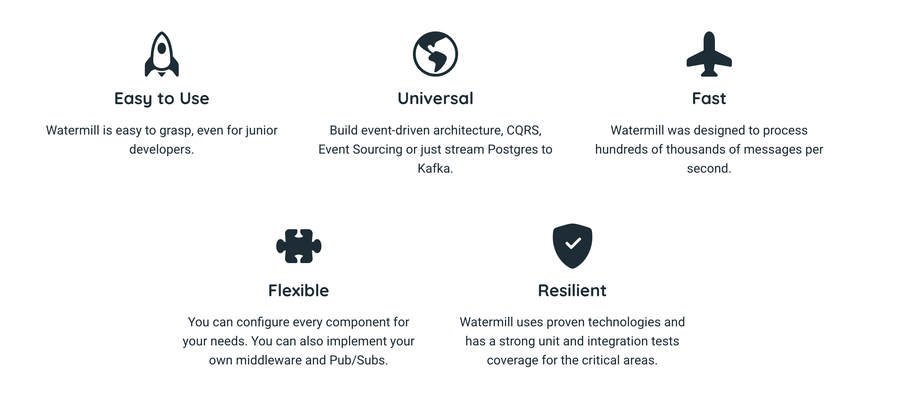 Easy to Use
Watermill is easy to grasp, even for junior
developers.
Universal
Build event-driven architecture, CQRS,
Event Sourcing or just stream Postgres to
Kafka.
Fast
Watermill was designed to process
hundreds of thousands of messages per
second.
Flexible
You can configure every component for
your needs. You can also implement your
own middleware and Pub/Subs.
Resilient
Watermill uses proven technologies and
has a strong unit and integration tests
coverage for the critical areas.